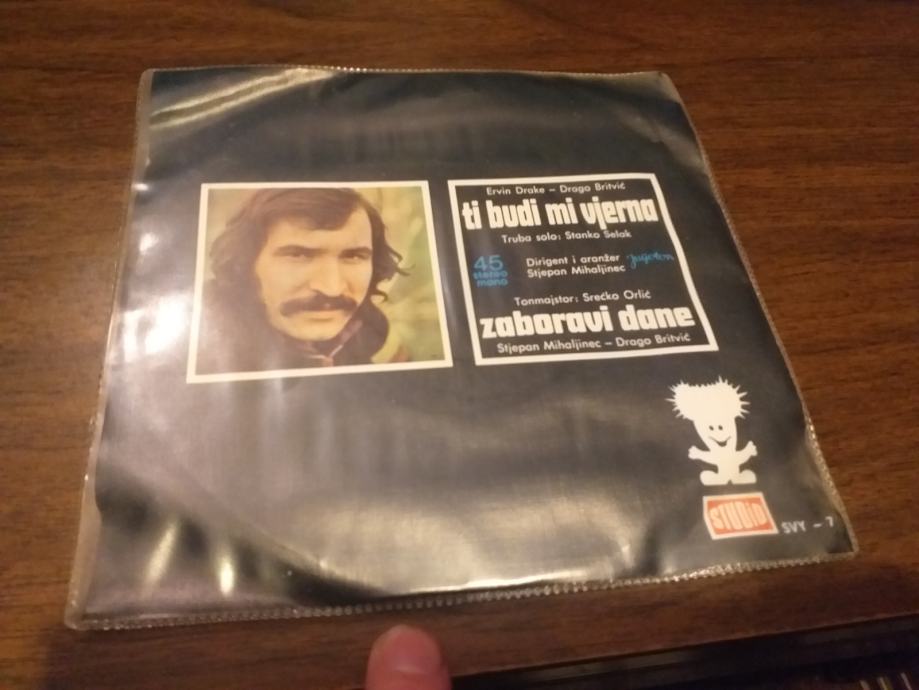 Ervin Drake – Drago Britvić
ti budi mi vjerna
Truba solo: Stanko Selak
45
stereo
mono
Dirigent i aranžer
Stjepan Mihaljinec
jugoton
Tonmajstor: Srećko Orlić
zaboravi dane
Stjepan Mihaljinec – Drago Britvić
STUDIO
SVY – 7